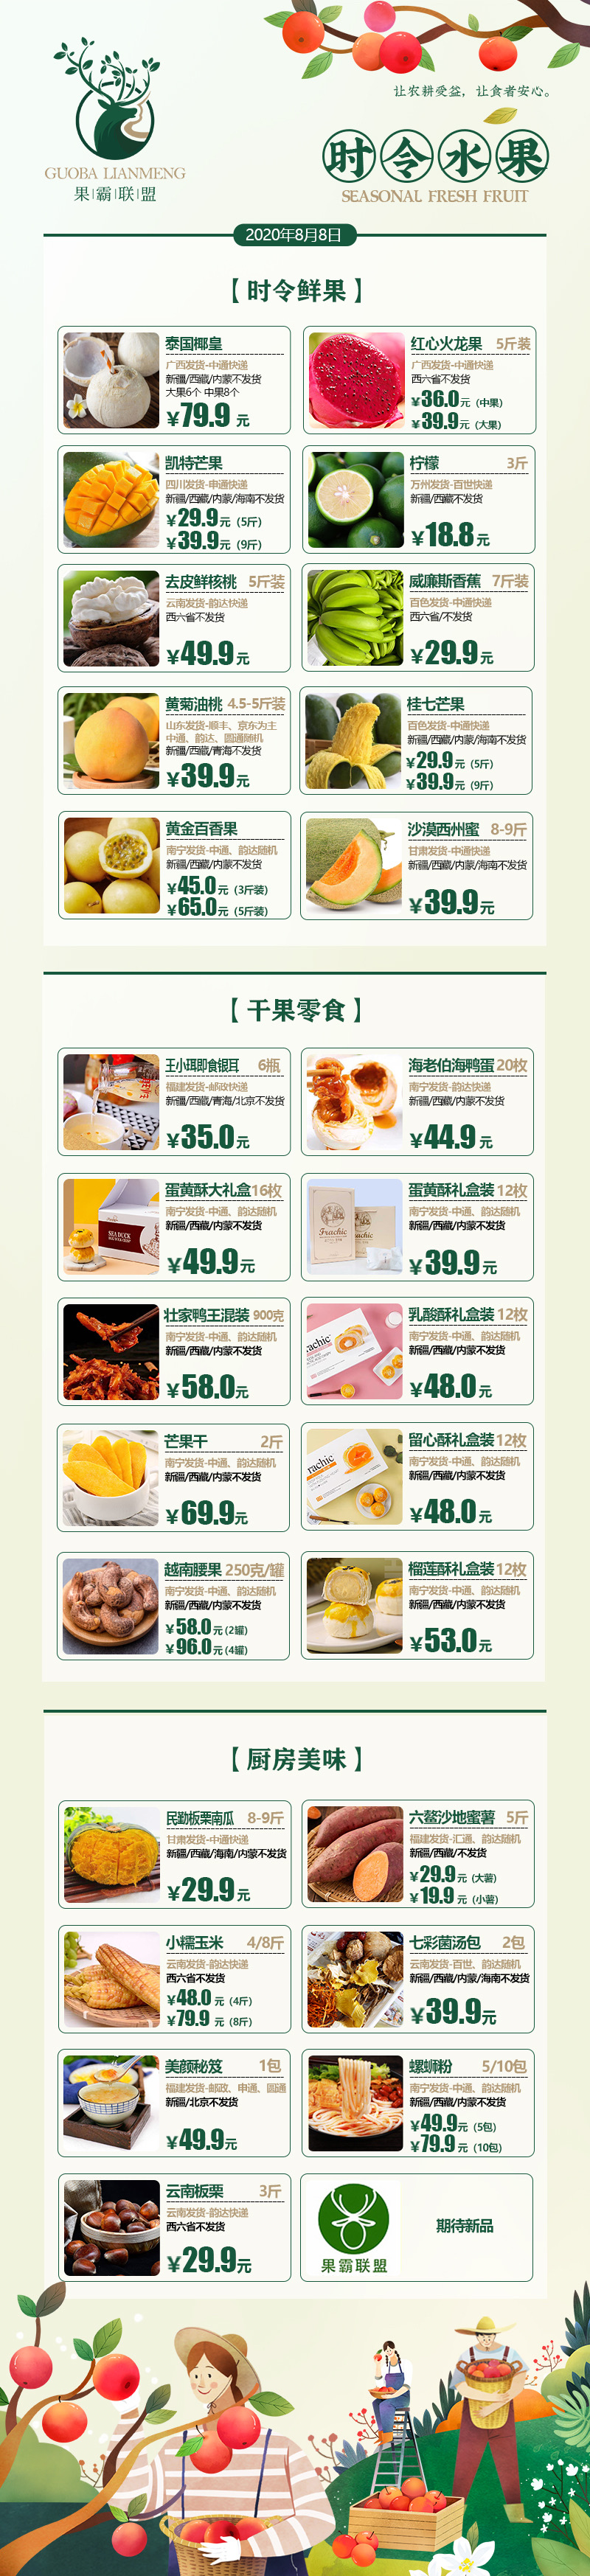 让农耕受益，让食者安心。
GUOBA LIANMENG
果霸联盟
时令水果
SEASONAL FRESH FRUIT
2020年8月8日
【时令鲜果】
泰国椰皇
广西发货-中通快递
新疆/西藏/内蒙不发货
大果6个 中果8个
¥79.9 元
红心火龙果 5斤装
广西发货-中通快递
西六省不发货
¥36.0元（中果）
¥39.9元（大果）
凯特芒果
四川发货-申通快递
新疆/西藏/内蒙/海南不发货
¥29.9元（5斤）
¥39.9元（9斤）
柠檬 3斤
万州发货-百世快递
新疆/西藏不发货
¥18.8元
去皮鲜核桃 5斤装
云南发货-韵达快递
西六省不发货
¥49.9元
威廉斯香蕉 7斤装
百色发货-中通快递
西六省/不发货
¥29.9元
黄菊油桃 4.5-5斤装
山东发货-顺丰、京东为主
中通、韵达、圆通随机
新疆/西藏/青海不发货
¥39.9元
桂七芒果
百色发货-中通快递
新疆/西藏/内蒙/海南不发货
¥29.9元（5斤）
¥39.9元（9斤）
黄金百香果
南宁发货-中通、韵达随机
新疆/西藏/内蒙不发货
¥45.0元（3斤装）
¥65.0元（5斤装）
沙漠西州蜜 8-9斤
甘肃发货-中通快递
新疆/西藏/内蒙/海南不发货
¥39.9元
【干果零食】
王小珥即食银耳 6瓶
福建发货-邮政快递
新疆/西藏/青海/北京不发货
¥35.0元
海老伯海鸭蛋20枚
南宁发货-韵达快递
新疆/西藏/内蒙不发货
¥44.9元
蛋黄酥大礼盒16枚
南宁发货-中通、韵达随机
新疆/西藏/内蒙不发货
¥49.9元
SEA DUCK
蛋黄酥礼盒装12枚
南宁发货-中通、韵达随机
新疆/西藏/内蒙不发货
¥39.9元
Frachic
壮家鸭王混装 900克
南宁发货-中通、韵达随机
新疆/西藏/内蒙不发货
¥58.0元
乳酸酥礼盒装12枚
南宁发货-中通、韵达随机
新疆/西藏/内蒙不发货
¥48.0元
rachic
芒果干 2斤
南宁发货-中通、韵达随机
新疆/西藏/内蒙不发货
¥69.9元
留心酥礼盒装12枚
南宁发货-中通、韵达随机
新疆/西藏/内蒙不发货
¥48.0元
rachic
越南腰果 250克/罐
南宁发货-中通、韵达随机
新疆/西藏/内蒙不发货
¥58.0元(2罐)
¥96.0元(4罐)
榴莲酥礼盒装12枚
南宁发货-中通、韵达随机
新疆/西藏/内蒙不发货
¥53.0元
【厨房美味】
民勤板栗南瓜 8-9斤
甘肃发货-中通快递
新疆/西藏/海南/内蒙不发货
¥29.9元
六鳌沙地蜜薯 5斤
福建发货-汇通、韵达随机
新疆/西藏/不发货
¥29.9元（大薯）
¥19.9元（小薯）
小糯玉米 4/8斤
云南发货-韵达快递
西六省不发货
¥48.0元（4斤）
¥79.9元（8斤）
七彩菌汤包 2包
云南发货-百世、韵达随机
新疆/西藏/内蒙/海南不发货
¥39.9元
美颜秘笈 1包
福建发货-邮政、申通、圆通
新疆/北京不发货
¥49.9元
螺蛳粉 5/10包
南宁发货-中通、韵达随机
新疆/西藏/内蒙不发货
¥49.9元（5包）
¥79.9元（10包）
云南板栗 3斤
云南发货-韵达快递
西六省不发货
¥29.9元
果霸联盟
期待新品